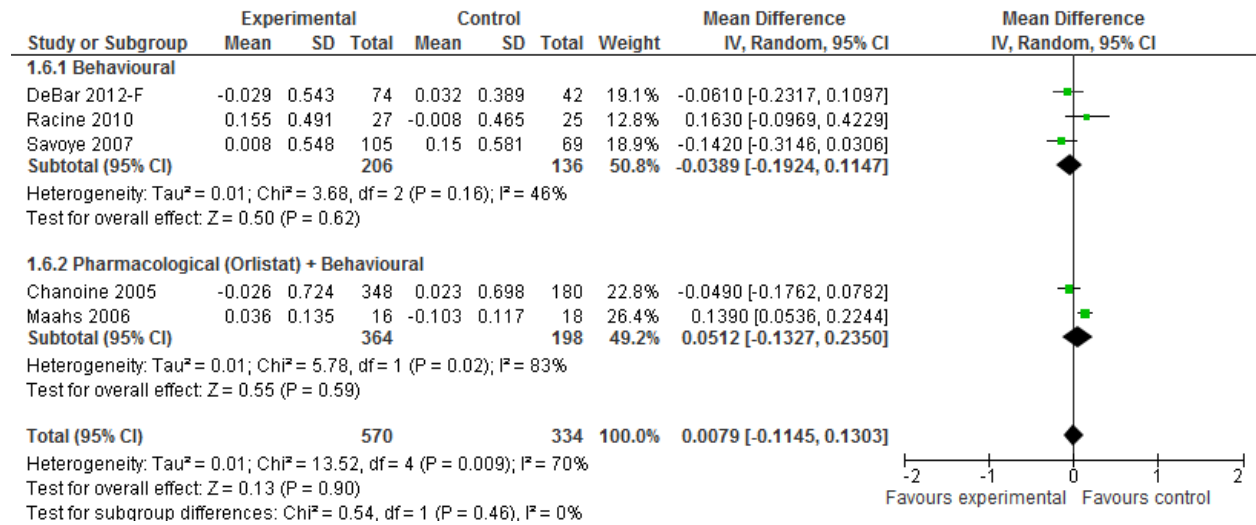 Experimental Control Mean Difference Mean Difference
Study or Subgroup Mean SD Total Mean SD Total Weight IV, Random, 95% CI IV, Random, 95% CI
1.6.1 Behavioural
DeBar 2012-F -0.029 0.543 74 0.032 0.389 42 19.1% -0.0610 [-0.2317, 0.1097]
Racine 2010 0.155 0.491 27 -0.008 0.465 25 12.8% 0.1630 [-0.0969, 0.4229]
Savoye 2007 0.008 0.548 105 0.15 0.581 69 18.9% -0.1420 [-0.3146, 0.0306]
Subtotal (95% CI) 206 136 50.8% -0.0389 [-0.1924, 0.1147]
Heterogeneity: Tau² = 0.01; Chi² = 3.68, df = 2 (P = 0.16); I² = 46%
Test for overall effect: Z = 0.50 (P = 0.62)
1.6.2 Pharmacological (Orlistat) + Behavioural
Chanoine 2005 -0.026 0.724 348 0.023 0.698 180 22.8% -0.0490 [-0.1762, 0.0782]
Maahs 2006 0.036 0.135 16 -0.103 0.117 18 26.4% 0.1390 [0.0536, 0.2244]
Subtotal (95% CI) 364 198 49.2% 0.0512 [-0.1327, 0.2350]
Heterogeneity: Tau² = 0.01; Chi² = 5.78, df = 1 (P = 0.02); I² = 83%
Test for overall effect: Z = 0.55 (P = 0.59)
Total (95% CI) 570 334 100.0% 0.0079 [-0.1145, 0.1303]
Heterogeneity: Tau² = 0.01; Chi² = 13.52, df = 4 (P = 0.009); I² = 70%
Test for overall effect: Z = 0.13 (P = 0.90)
Test for subgroup differences: Chi² = 0.54, df = 1 (P = 0.46), I² = 0%
-2 -1 0 1 2
Favours experimental Favours control